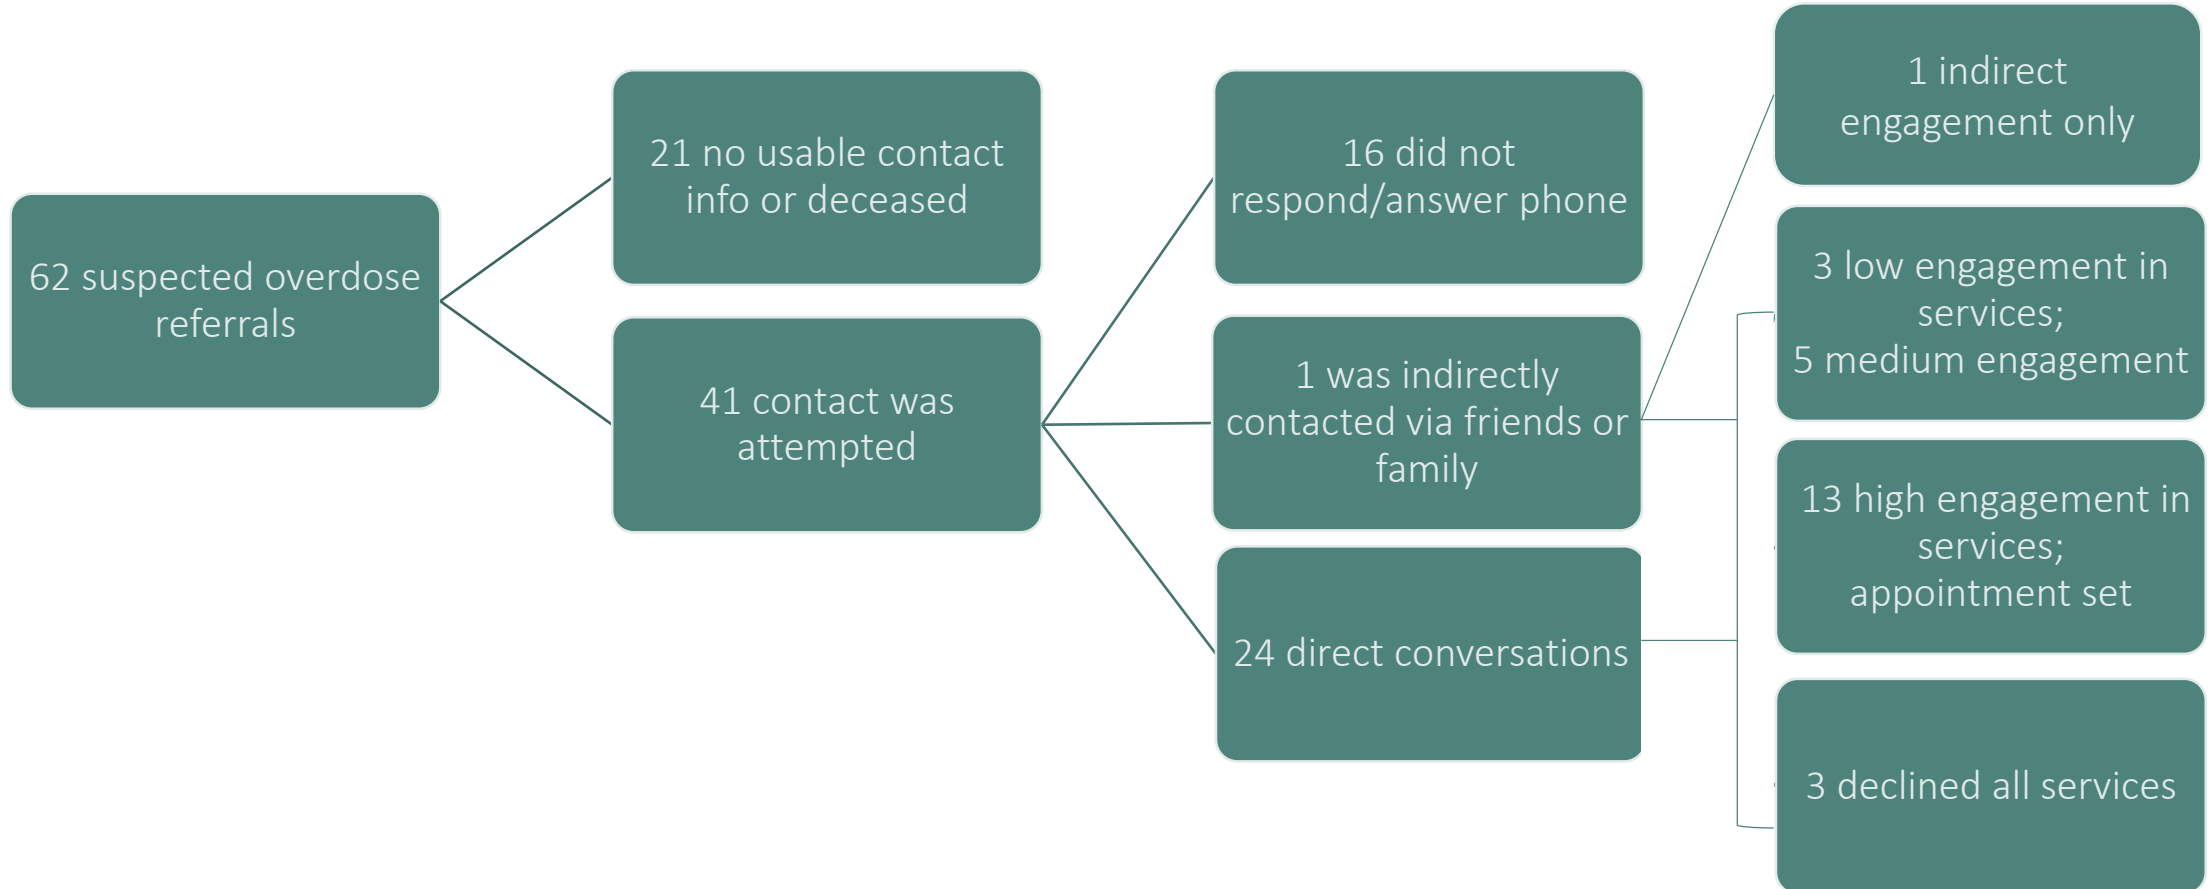 62 suspected overdose
referrals
21 no usable contact
info or deceased
41 contact was
attempted
16 did not
respond/answer phone
1 was indirectly
contacted via friends or
family
24 direct conversations
1 indirect
engagement only
3 low engagement in
services;
5 medium engagement
13 high engagement in
services;
appointment set
3 declined all services